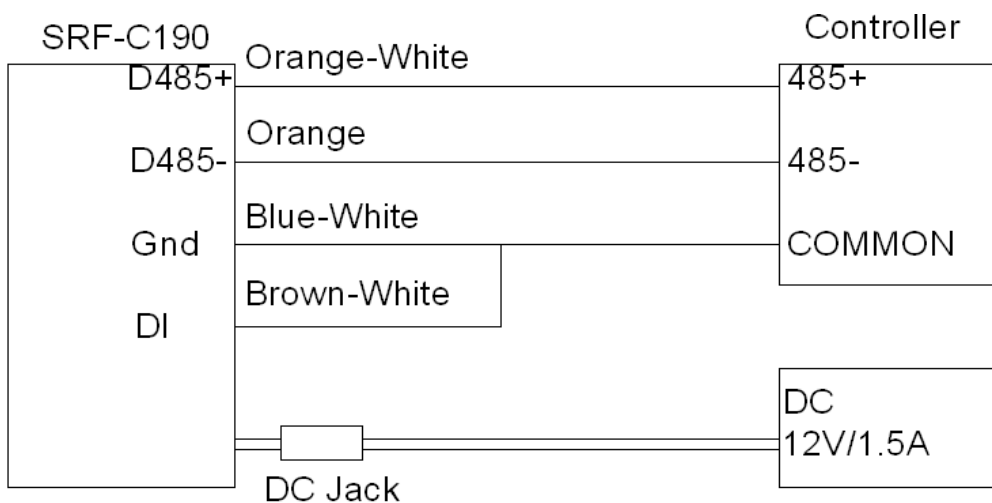 SRF-C190
Controller
D485+
Orange-White
485+
D485-
Orange
485-
Gnd
Blue-White
COMMON
DI
Brown-White
DC
12V/1.5A
DC Jack